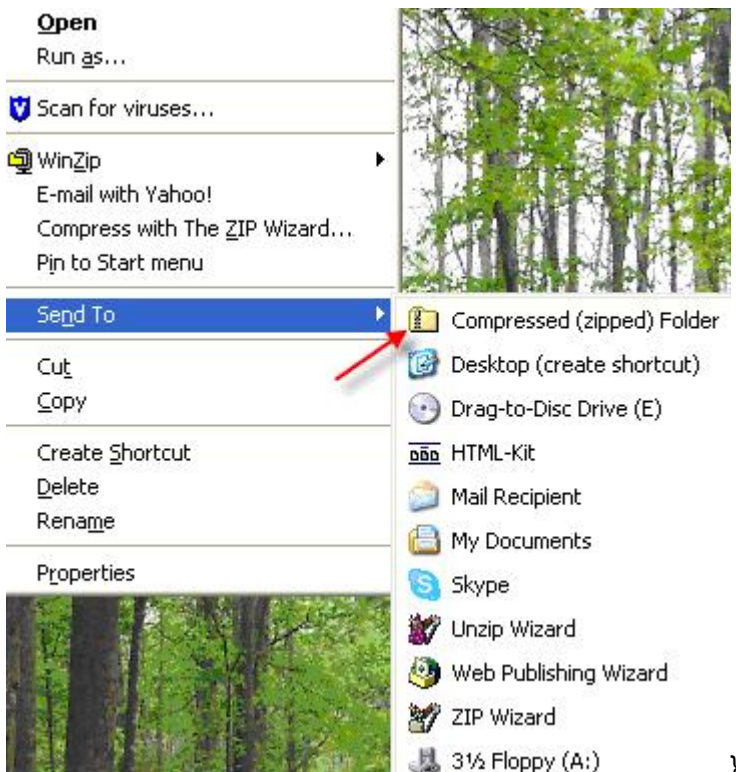 Open
Run as...
Scan for viruses...
WinZip
E-mail with Yahoo!
Compress with The ZIP Wizard...
Pin to Start menu
Send To
Cut
Copy
Create Shortcut
Delete
Rename
Properties
Compressed (zipped) Folder
Desktop (create shortcut)
Drag-to-Disc Drive (E)
HTML-Kit
Mail Recipient
My Documents
Skype
Unzip Wizard
Web Publishing Wizard
ZIP Wizard
3½ Floppy (A:)